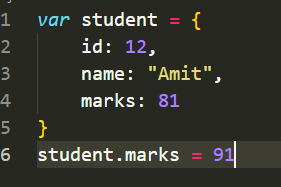 1 var student = {
2     id: 12,
3     name: "Amit",
4     marks: 81
5 }
6 student.marks = 91